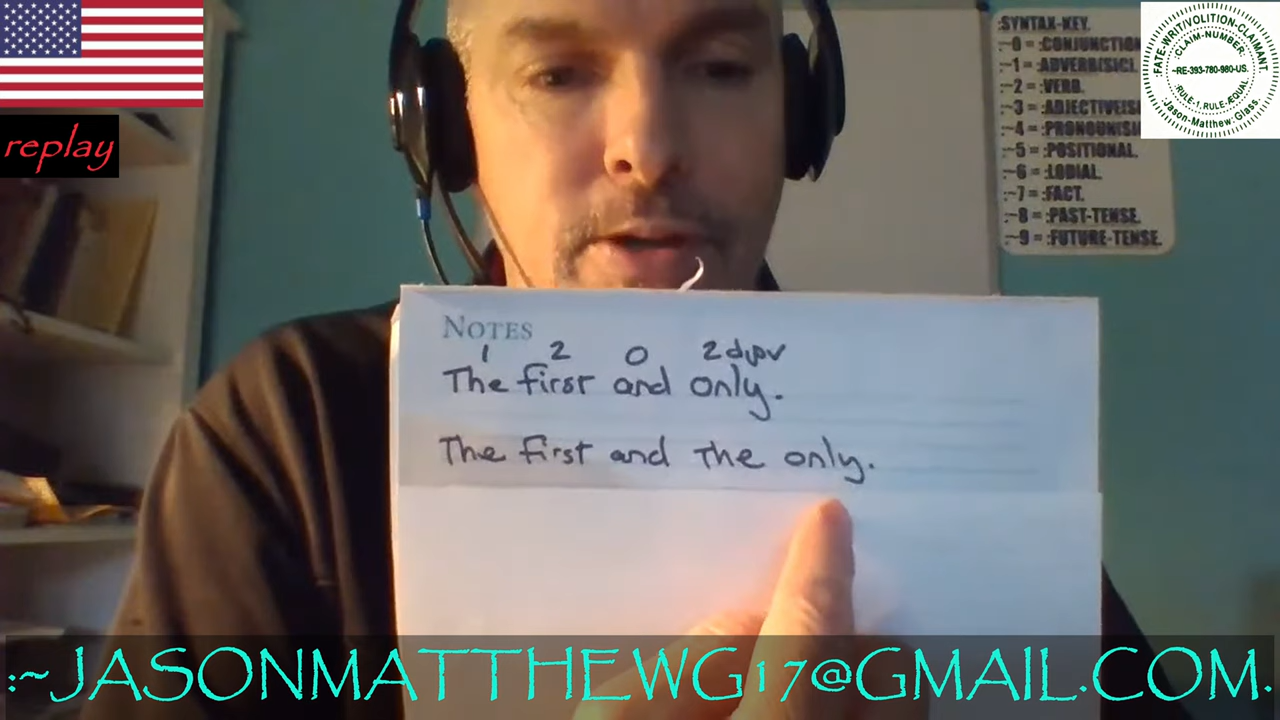 replay
:SYNTAX-KEY.
:~0 = :CONJUNCTION
:~1 = :ADVERB(S)(C).
:~2 = :VERB.
:~3 = :ADJECTIVE(S
:~4 = :PRONOUN(S)
:~5 = :POSITIONAL.
:~6 = :LODIAL.
:~7 = :FACT.
:~8 = :PAST-TENSE.
:~9 = :FUTURE-TENSE.
:FATE-WRIT/VOLITION-CLAIMANT.
:CLAIM-NUMBER:
~RE-393-780-980-US.
:RULE-1, RULE-EQUAL:
:Jason-Matthew: Glass.
NOTES
1 2 0 2 dpv
The first and only.
The first and The only.
:~JASONMATTHEWG17@GMAIL.COM.